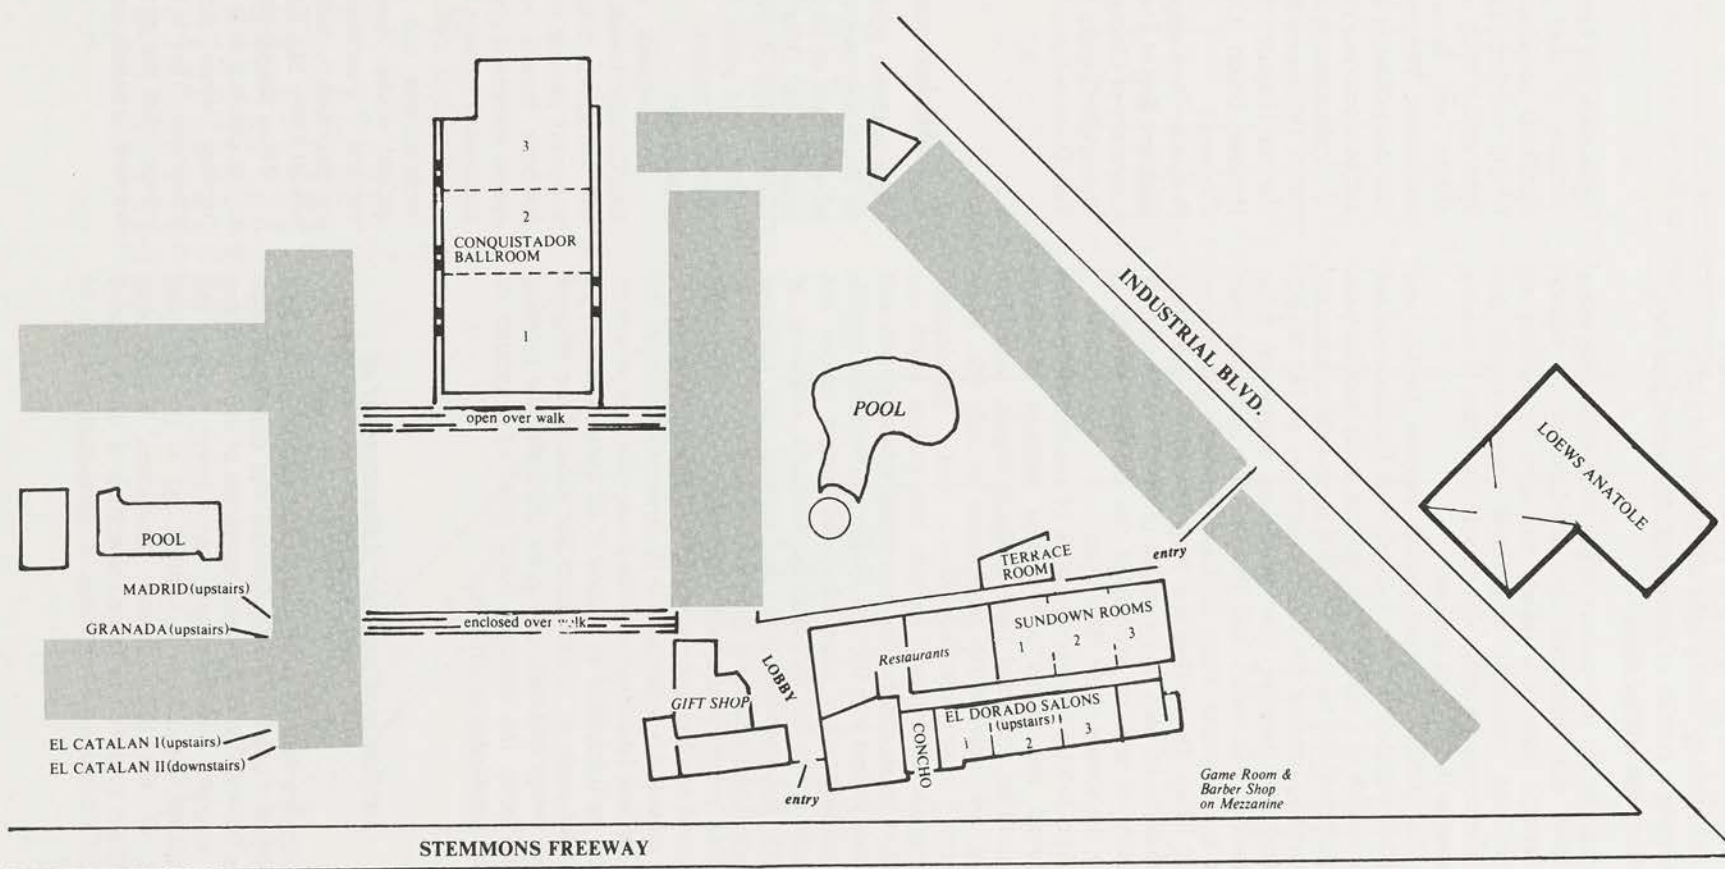 3
2
CONQUISTADOR
BALLROOM
1
open over walk
INDUSTRIAL BLVD.
POOL
LOEWS ANATOLE
POOL
MADRID (upstairs)
GRANADA (upstairs)
enclosed over walk
EL CATALAN I (upstairs)
EL CATALAN II (downstairs)
GIFT SHOP
LOBBY
entry
Restaurants
TERRACE
ROOM
entry
SUNDOWN ROOMS
1 2 3
EL DORADO SALONS
(upstairs)
1 2 3
CONCHO
Game Room &
Barber Shop
on Mezzanine
STEMMONS FREEWAY